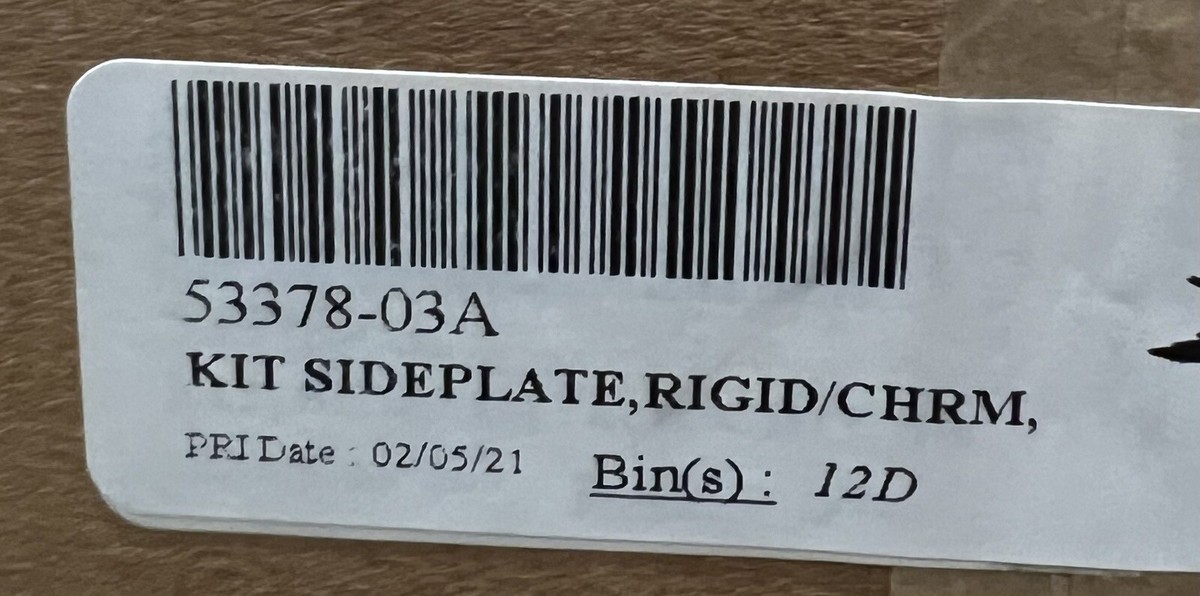 53378-03A
KIT SIDEPLATE,RIGID/CHRM,
PRI Date : 02/05/21 Bin(s) : 12D